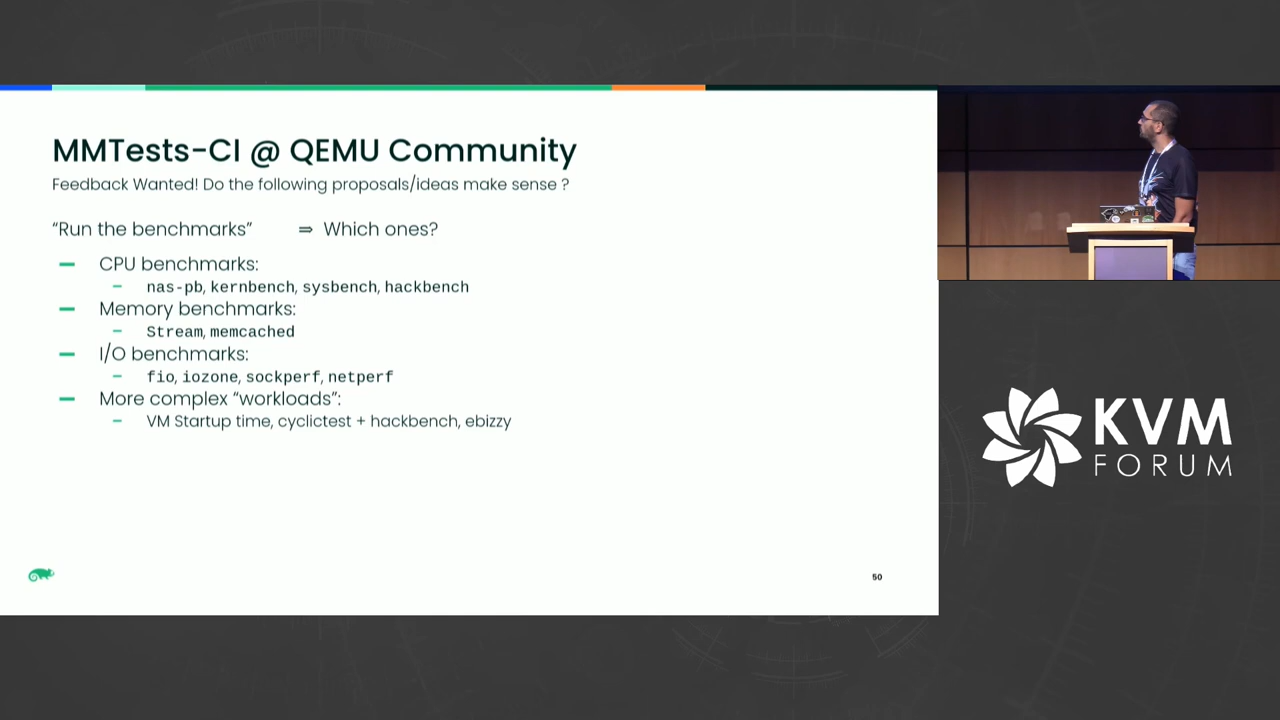 MMTests-CI @ QEMU Community
Feedback Wanted! Do the following proposals/ideas make sense ?
“Run the benchmarks” ⇒ Which ones?
– CPU benchmarks:
– nas-pb, kernbench, sysbench, hackbench
– Memory benchmarks:
– Stream, memcached
– I/O benchmarks:
– fio, iozone, sockperf, netperf
– More complex “workloads”:
– VM Startup time, cyclictest + hackbench, ebizzy
50
KVM
FORUM